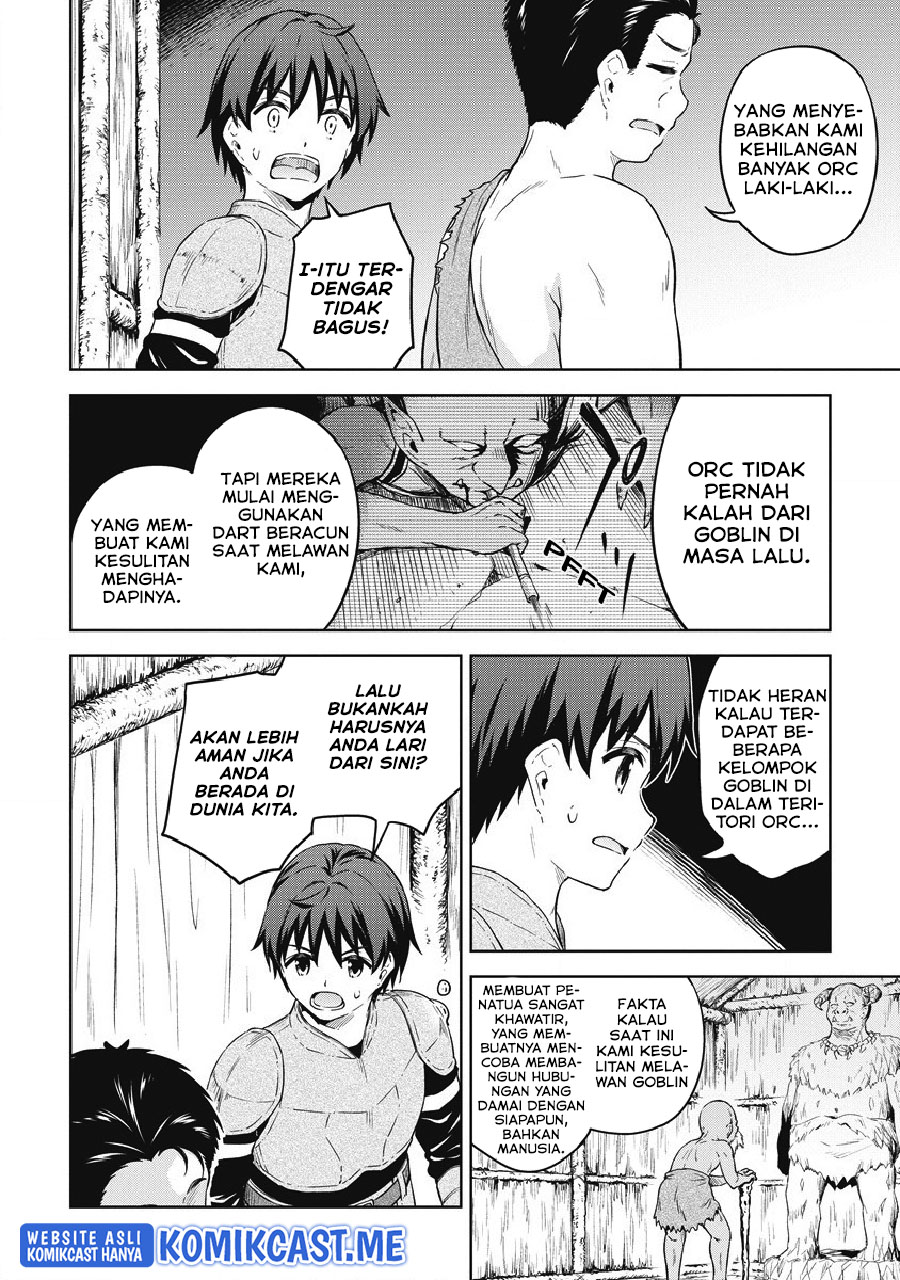 YANG MENYE-
BABKAN KAMI
KEHILANGAN
BANYAK ORC
LAKI-LAKI...
I-ITU TER-
DENGAR
TIDAK
BAGUS!
ORC TIDAK
PERNAH
KALAH DARI
GOBLIN DI
MASA LALU.
PFFT
TAPI MEREKA
MULAI MENG-
GUNAKAN
DART BERACUN
SAAT MELAWAN
KAMI,
YANG MEM-
BUAT KAMI
KESULITAN
MENGHA-
DAPINYA.
TIDAK HERAN
KALAU TER-
DAPAT BE-
BERAPA
KELOMPOK
GOBLIN DI
DALAM TERI-
TORI ORC...
LALU
BUKANKAH
HARUSNYA
ANDA LARI
DARI SINI?
AKAN LEBIH
AMAN JIKA
ANDA
BERADA DI
DUNIA KITA.
FAKTA
KALAU
SAAT INI
KAMI KESU-
LITAN MELA-
WAN GOBLIN
MEMBUAT PE-
NATUA SANGAT
KHAWATIR,
YANG MEM-
BUATNYA MEN-
COBA MEMBA-
NGUN HUBU-
NGAN YANG
DAMAI DENGAN
SIAPAPUN,
BAHKAN
MANUSIA.
WEBSITE ASLI
KOMIKCAST HANYA
KOMIKCAST.ME